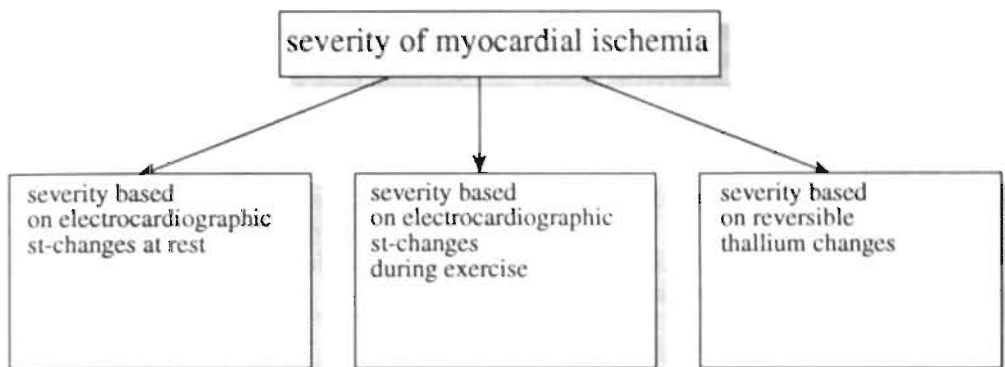 severity of myocardial ischemia
severity based
on electrocardiographic
st-changes at rest
severity based
on electrocardiographic
st-changes
during exercise
severity based
on reversible
thallium changes